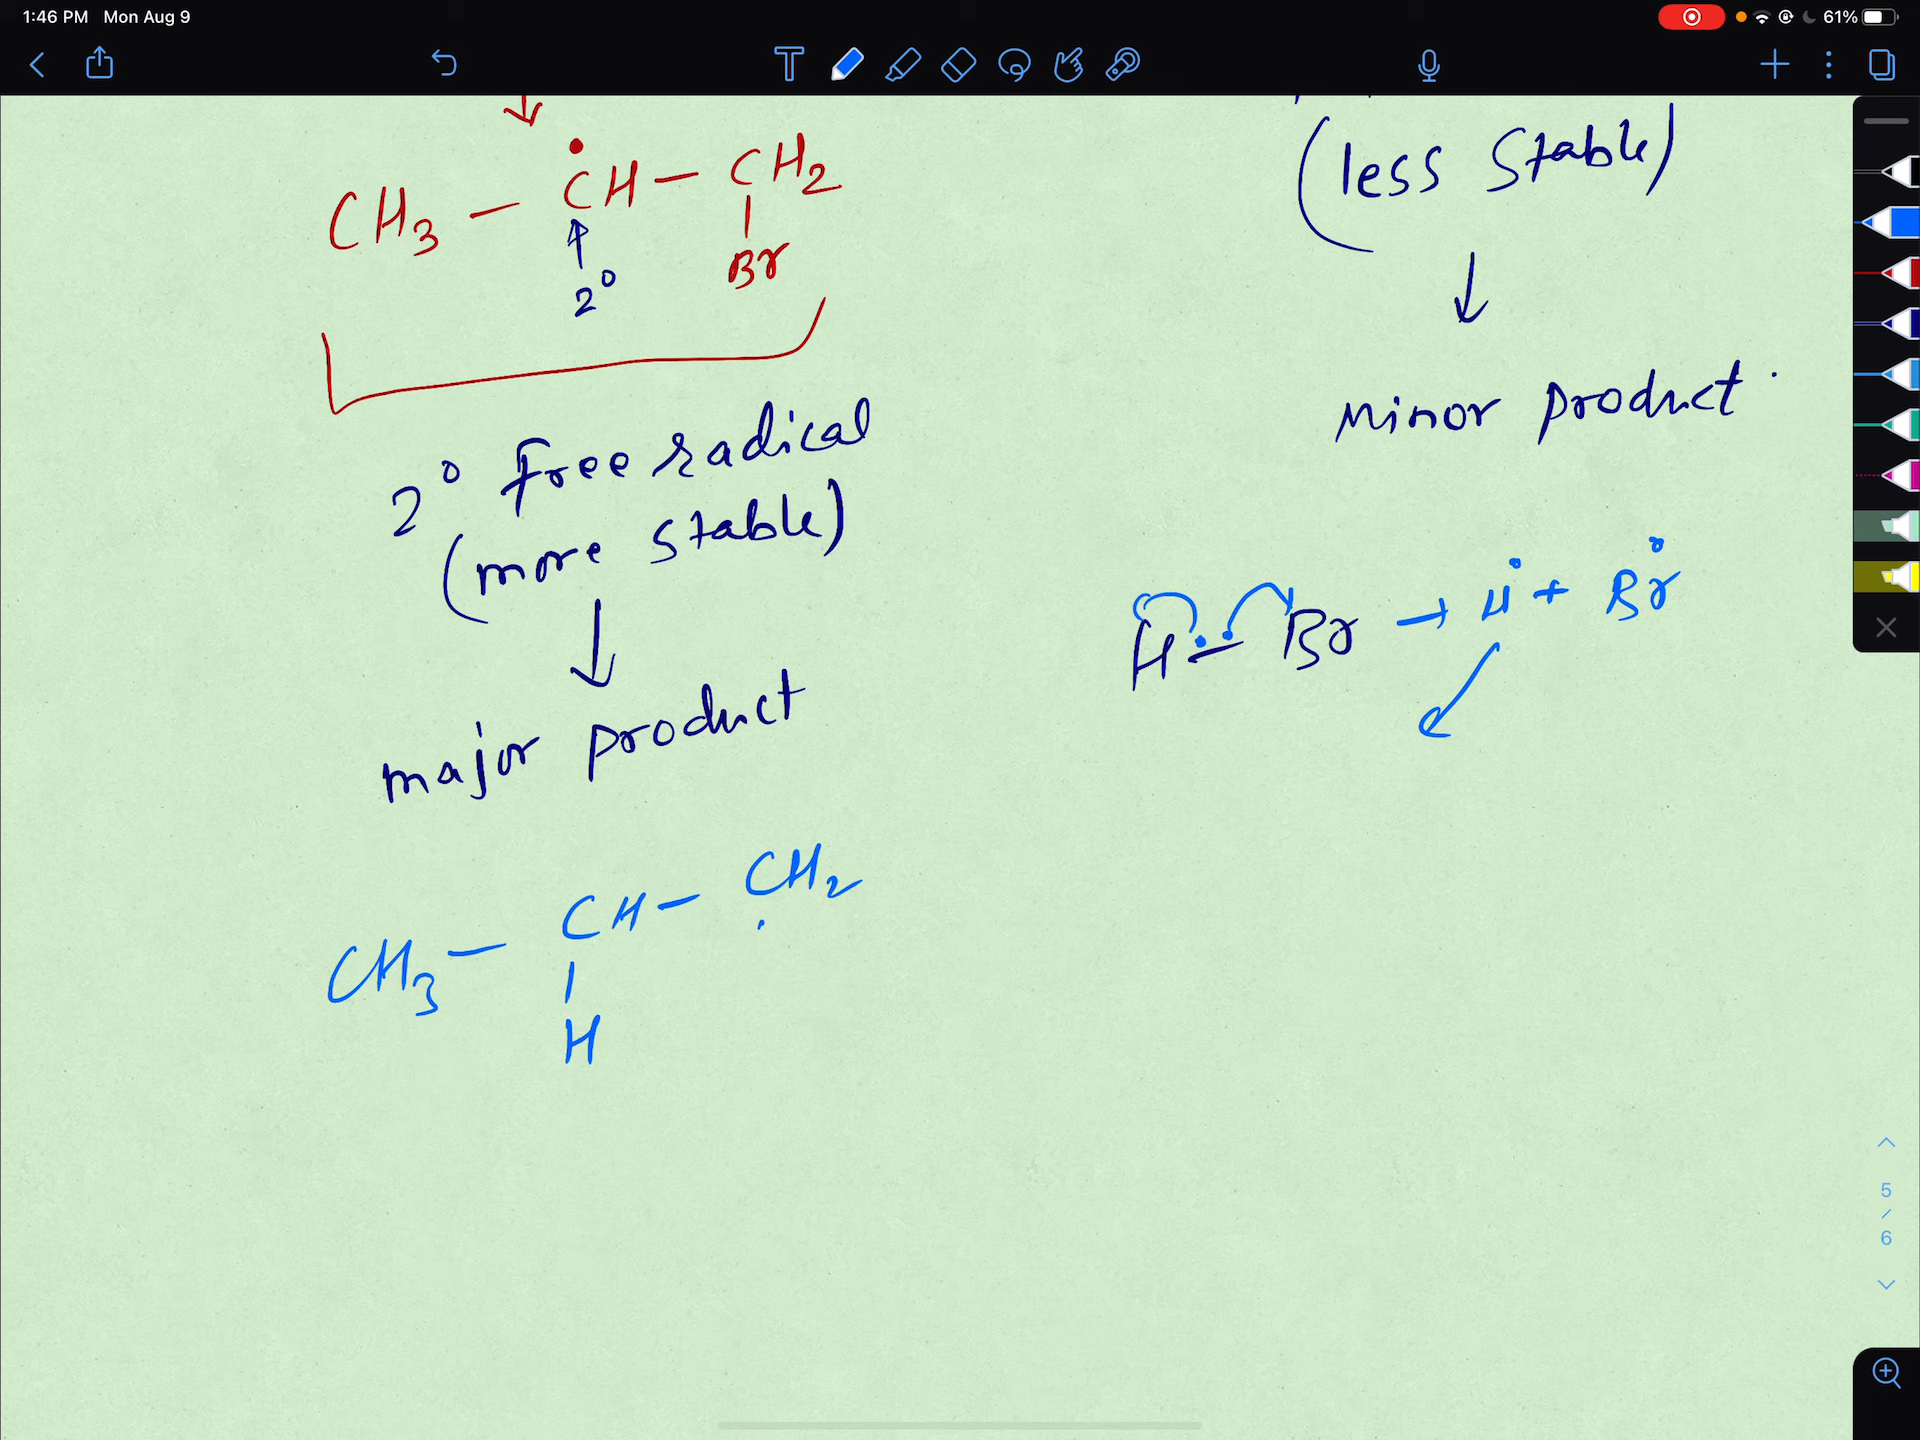 1:46 PM Mon Aug 9
61%
CH3 - ĊH - CH2
Br
2°
2° free radical
(more stable)
major product
CH3 - CH - CH2
H
(less stable)
Minor product.
H : Br → H° + Br°
5
/
6